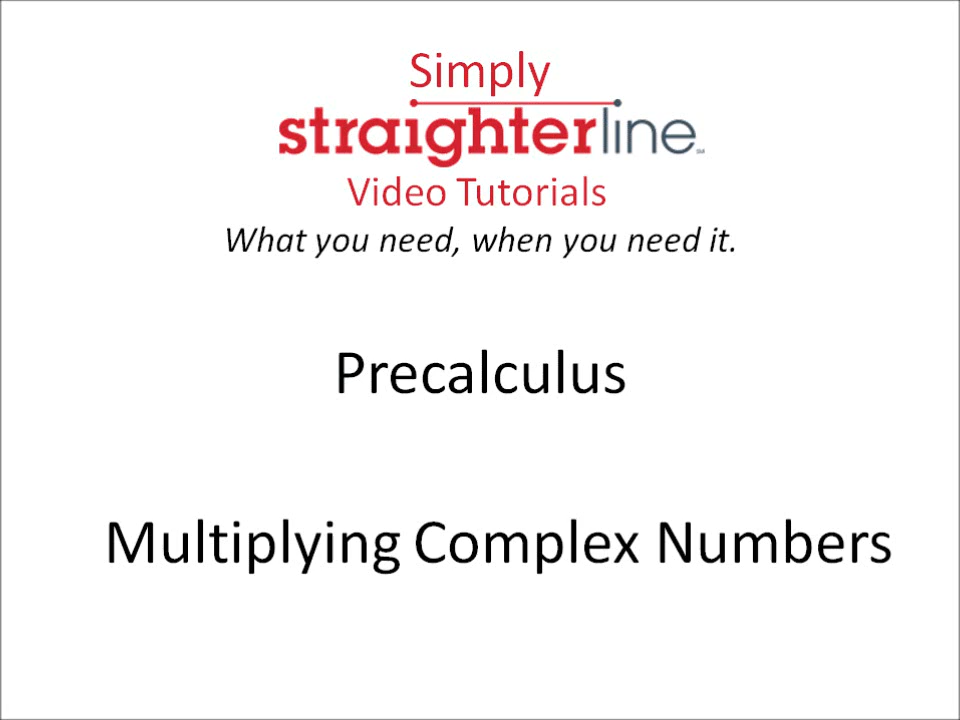 Simply
straighterline
Video Tutorials
What you need, when you need it.
Precalculus
Multiplying Complex Numbers